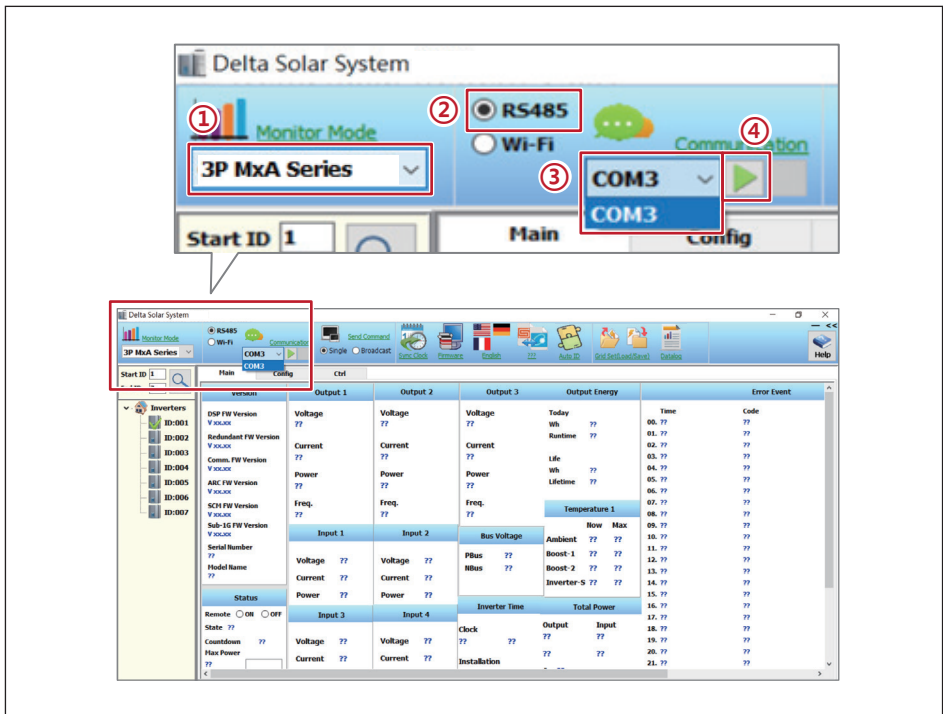 Delta Solar System
①
Monitor Mode
3P MxA Series
②
RS485
Wi-Fi
③
④
Communication
COM3
COM3
Start ID 1
Main
Config
Delta Solar System
Monitor Mode
3P MxA Series
RS485
Wi-Fi
COM3
COM3
Send Command
Single
Broadcast
Sync Clock
Firmware
English
???
Auto ID
Grid Set(Load/Save)
Datalog
<<
Help
Start ID 1
Main
Config
Ctrl
Inverters
ID:001
ID:002
ID:003
ID:004
ID:005
ID:006
ID:007
Version
DSP FW Version
V xx.xx
Redundant FW Version
V xx.xx
Comm. FW Version
V xx.xx
ARC FW Version
V xx.xx
SCM FW Version
V xx.xx
Sub-1G FW Version
V xx.xx
Serial Number
??
Model Name
??
Status
Remote ON OFF
State ??
Countdown ??
Max Power
??
Output 1
Voltage
??
Current
??
Power
??
Freq.
??
Output 2
Voltage
??
Current
??
Power
??
Freq.
??
Output 3
Voltage
??
Current
??
Power
??
Freq.
??
Input 1
Voltage ??
Current ??
Power ??
Input 2
Voltage ??
Current ??
Power ??
Input 3
Voltage ??
Current ??
Input 4
Voltage ??
Current ??
Bus Voltage
PBus ??
NBus ??
Inverter Time
Clock
?? ??
Installation
Output Energy
Today
Wh ??
Runtime ??
Life
Wh ??
Lifetime ??
Temperature 1
Now Max
Ambient ?? ??
Boost-1 ?? ??
Boost-2 ?? ??
Inverter-S ?? ??
Total Power
Output Input
?? ??
?? ??
Error Event
Time Code
00. ?? ??
01. ?? ??
02. ?? ??
03. ?? ??
04. ?? ??
05. ?? ??
06. ?? ??
07. ?? ??
08. ?? ??
09. ?? ??
10. ?? ??
11. ?? ??
12. ?? ??
13. ?? ??
14. ?? ??
15. ?? ??
16. ?? ??
17. ?? ??
18. ?? ??
19. ?? ??
20. ?? ??
21. ?? ??